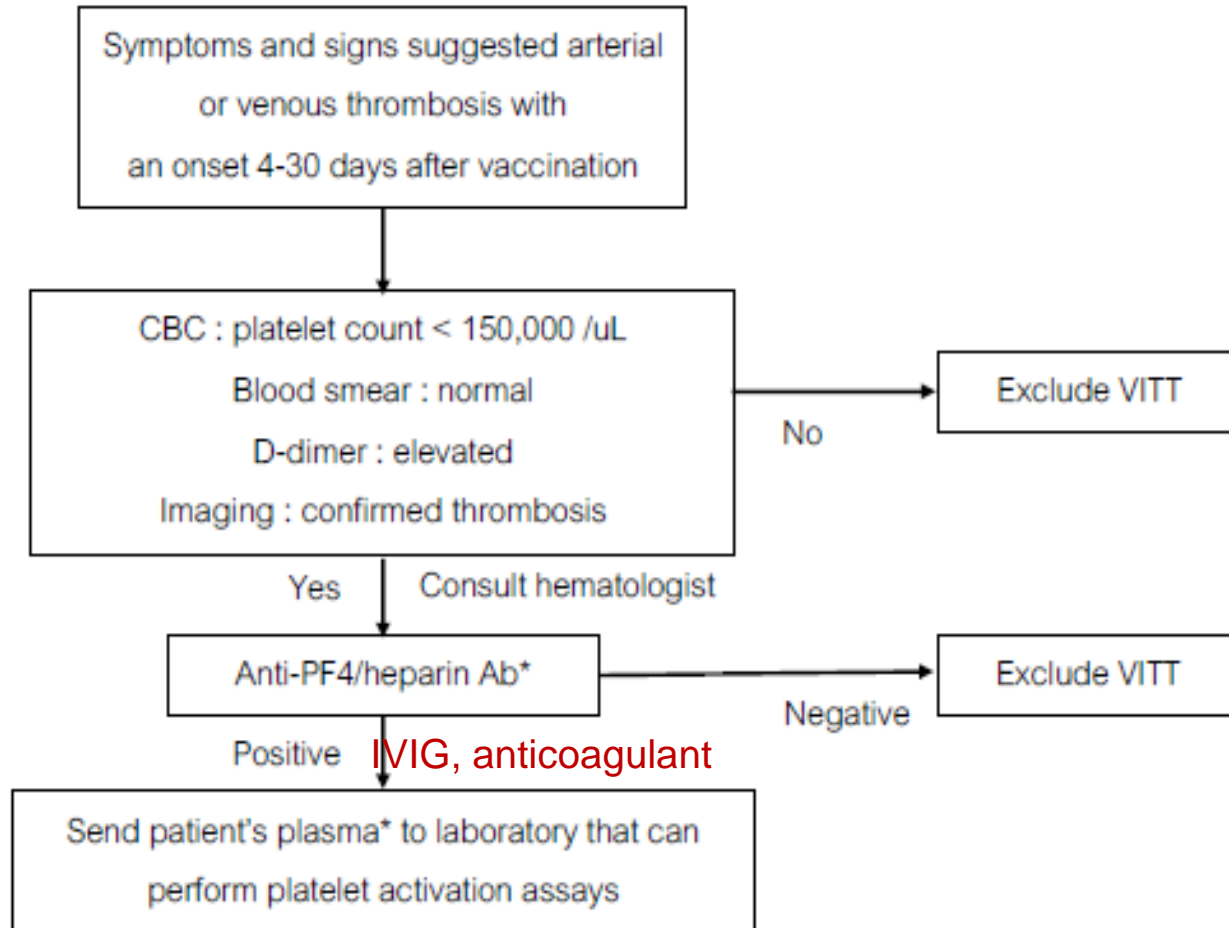 Symptoms and signs suggested arterial
or venous thrombosis with
an onset 4-30 days after vaccination
CBC : platelet count < 150,000 /uL
Blood smear : normal
D-dimer : elevated
Imaging : confirmed thrombosis
No
Exclude VITT
Yes
Consult hematologist
Anti-PF4/heparin Ab*
Negative
Exclude VITT
Positive
IVIG, anticoagulant
Send patient's plasma* to laboratory that can
perform platelet activation assays